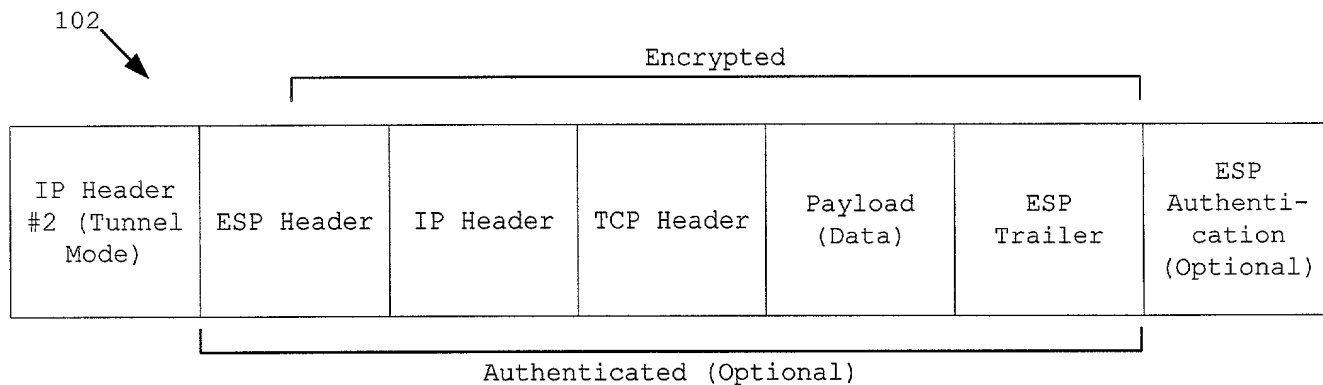 102
Encrypted
IP Header
#2 (Tunnel
Mode)
ESP Header
IP Header
TCP Header
Payload
(Data)
ESP
Trailer
ESP
Authenti-
cation
(Optional)
Authenticated (Optional)